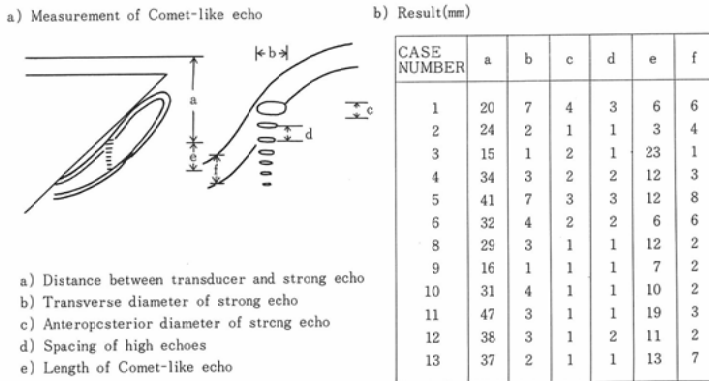 a) Measurement of Comet-like echo
b
a
c
d
e
f
a) Distance between transducer and strong echo
b) Transverse diameter of strong echo
c) Anteropcsterior diameter of strcng echo
d) Spacing of high echoes
e) Length of Comet-like echo
b) Result(mm)
CASE NUMBER a b c d e f
1 20 7 4 3 6 6
2 24 2 1 1 3 4
3 15 1 2 1 23 1
4 34 3 2 2 12 3
5 41 7 3 3 12 8
6 32 4 2 2 6 6
8 29 3 1 1 12 2
9 16 1 1 1 7 2
10 31 4 1 1 10 2
11 47 3 1 1 19 3
12 38 3 1 2 11 2
13 37 2 1 1 13 7